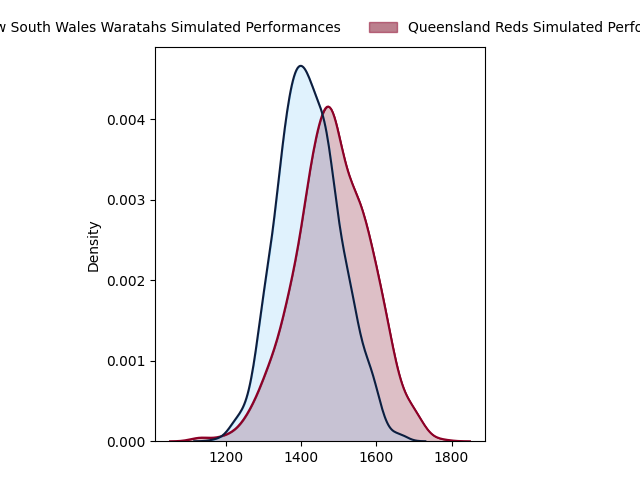 w South Wales Waratahs Simulated Performances Queensland Reds Simulated Perfo
0.004
0.003
Density
0.002
0.001
0.000
1200 1400 1600 1800